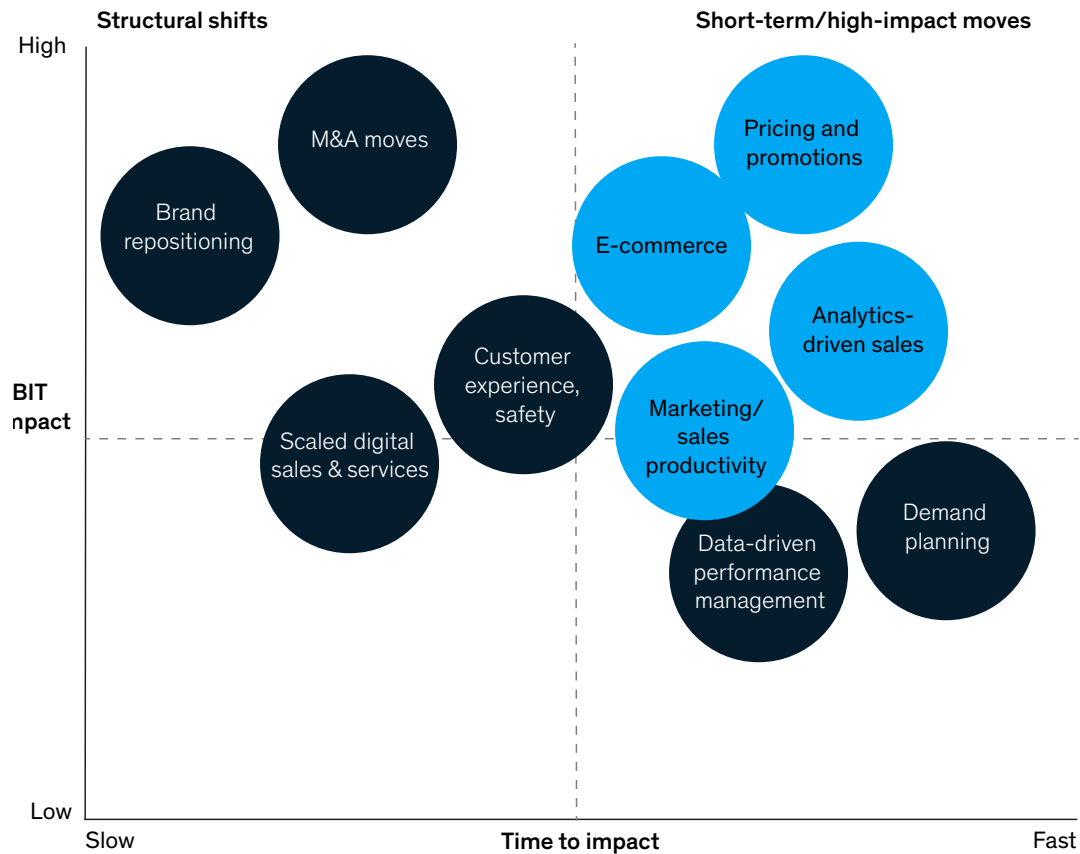 Structural shifts
Short-term/high-impact moves
High
M&A moves
Pricing and
promotions
Brand
repositioning
E-commerce
Analytics-
driven sales
Customer
experience,
safety
BIT
mpact
Marketing/
sales
productivity
Scaled digital
sales & services
Demand
planning
Data-driven
performance
management
Low
Slow
Time to impact
Fast